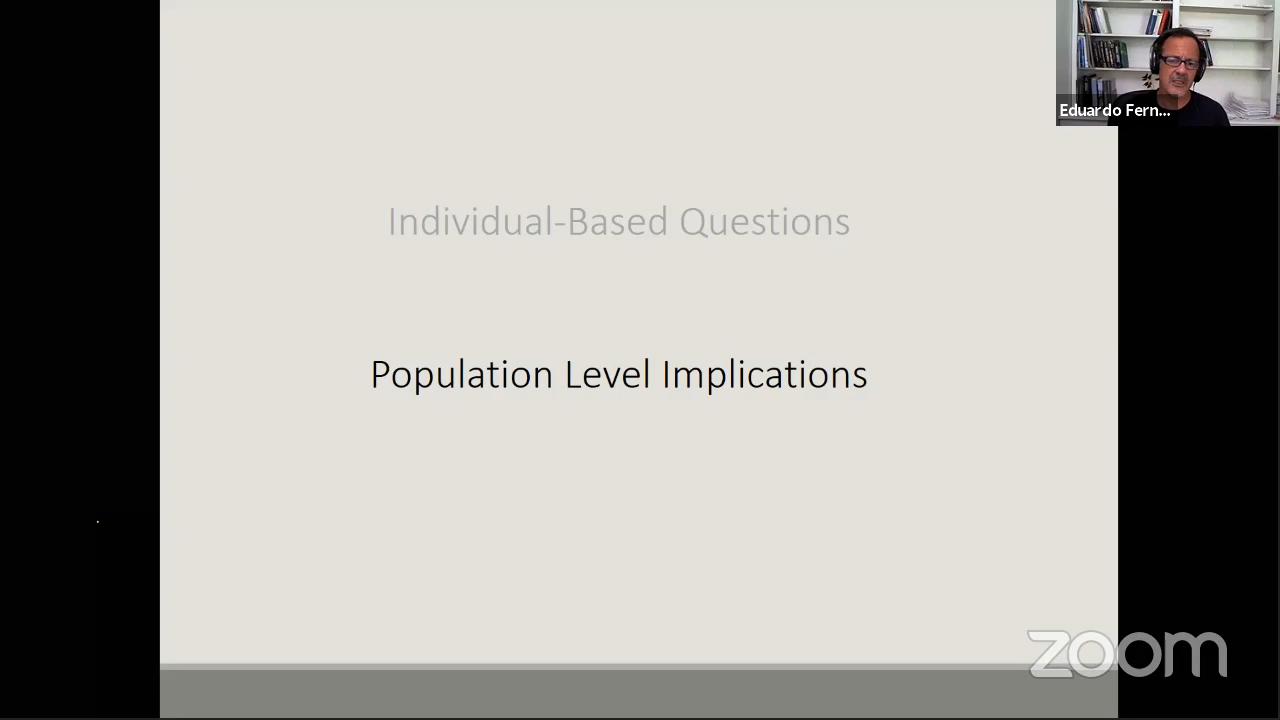 Eduardo Fern...
Individual-Based Questions
Population Level Implications
zoom